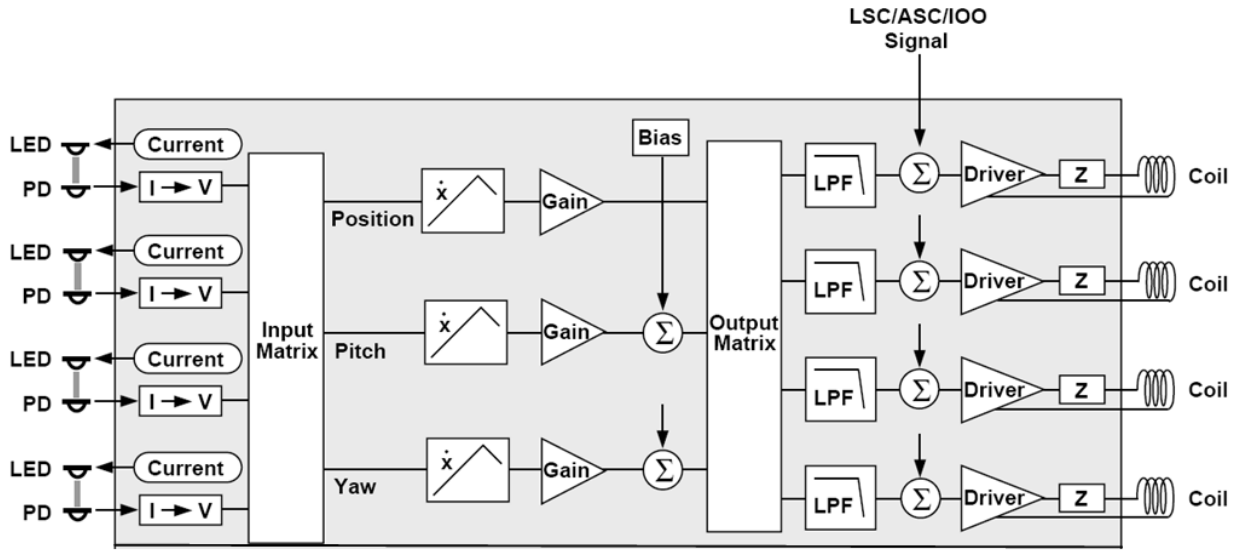 LSC/ASC/IOO
Signal
LED
Current
PD
I → V
Position
ẋ
Gain
Bias
LPF
Σ
Driver
Z
Coil
LED
Current
PD
I → V
Input
Matrix
Pitch
ẋ
Gain
Σ
Output
Matrix
LPF
Σ
Driver
Z
Coil
LED
Current
PD
I → V
LPF
Σ
Driver
Z
Coil
LED
Current
PD
I → V
Yaw
ẋ
Gain
Σ
LPF
Σ
Driver
Z
Coil